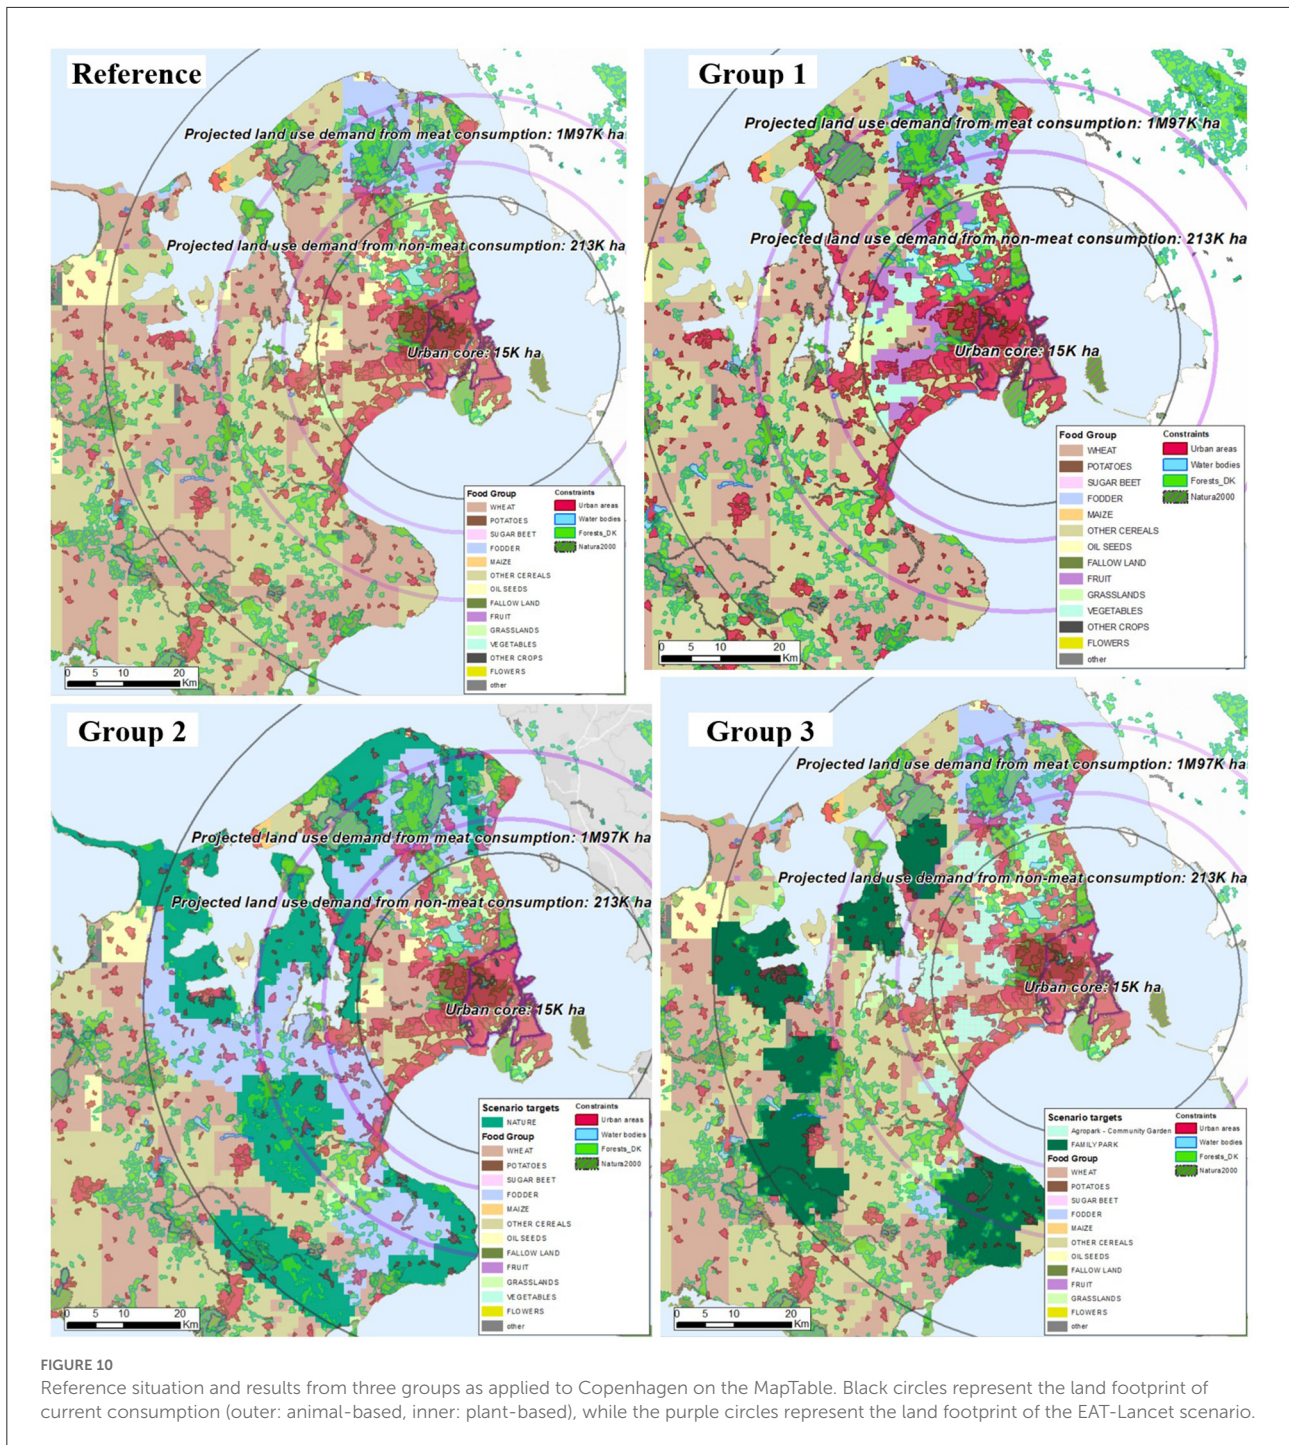 Reference
Projected land use demand from meat consumption: 1M97K ha
Projected land use demand from non-meat consumption: 213K ha
Urban core: 15K ha
Food Group
WHEAT
POTATOES
SUGAR BEET
FODDER
MAIZE
OTHER CEREALS
OIL SEEDS
FALLOW LAND
FRUIT
GRASSLANDS
VEGETABLES
OTHER CROPS
FLOWERS
other
Constraints
Urban areas
Water bodies
Forests_DK
Natura2000
0 5 10 20
Km
Group 1
Projected land use demand from meat consumption: 1M97K ha
Projected land use demand from non-meat consumption: 213K ha
Urban core: 15K ha
Food Group
WHEAT
POTATOES
SUGAR BEET
FODDER
MAIZE
OTHER CEREALS
OIL SEEDS
FALLOW LAND
FRUIT
GRASSLANDS
VEGETABLES
OTHER CROPS
FLOWERS
other
Constraints
Urban areas
Water bodies
Forests_DK
Natura2000
0 5 10 20
Km
Group 2
Projected land use demand from meat consumption: 1M97K ha
Projected land use demand from non-meat consumption: 213K ha
Urban core: 15K ha
Scenario targets
NATURE
Food Group
WHEAT
POTATOES
SUGAR BEET
FODDER
MAIZE
OTHER CEREALS
OIL SEEDS
FALLOW LAND
FRUIT
GRASSLANDS
VEGETABLES
FLOWERS
other
Constraints
Urban areas
Water bodies
Forests_DK
Natura2000
0 5 10 20
Km
Group 3
Projected land use demand from meat consumption: 1M97K ha
Projected land use demand from non-meat consumption: 213K ha
Urban core: 15K ha
Scenario targets
Agropark - Community Garden
FAMILY PARK
Food Group
WHEAT
POTATOES
SUGAR BEET
FODDER
MAIZE
OTHER CEREALS
OIL SEEDS
FALLOW LAND
FRUIT
GRASSLANDS
FLOWERS
other
Constraints
Urban areas
Water bodies
Forests_DK
Natura2000
0 5 10 20
Km
FIGURE 10
Reference situation and results from three groups as applied to Copenhagen on the MapTable. Black circles represent the land footprint of
current consumption (outer: animal-based, inner: plant-based), while the purple circles represent the land footprint of the EAT-Lancet scenario.